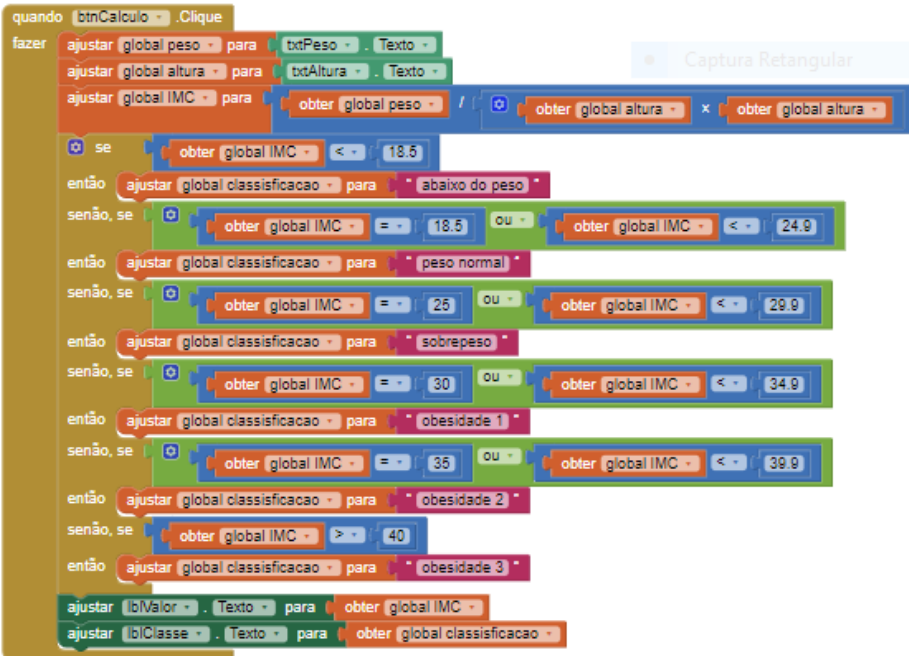 quando btnCalculo .Clique
fazer ajustar global peso para txtPeso . Texto
ajustar global altura para txtAltura . Texto
ajustar global IMC para obter global peso / obter global altura × obter global altura
Captura Retangular
se obter global IMC < 18.5
então ajustar global classisficacao para " abaixo do peso "
senão, se obter global IMC = 18.5 ou obter global IMC < 24.9
então ajustar global classisficacao para " peso normal "
senão, se obter global IMC = 25 ou obter global IMC < 29.9
então ajustar global classisficacao para " sobrepeso "
senão, se obter global IMC = 30 ou obter global IMC < 34.9
então ajustar global classisficacao para " obesidade 1 "
senão, se obter global IMC = 35 ou obter global IMC < 39.9
então ajustar global classisficacao para " obesidade 2 "
senão, se obter global IMC > 40
então ajustar global classisficacao para " obesidade 3 "
ajustar lblValor . Texto para obter global IMC
ajustar lblClasse . Texto para obter global classisficacao